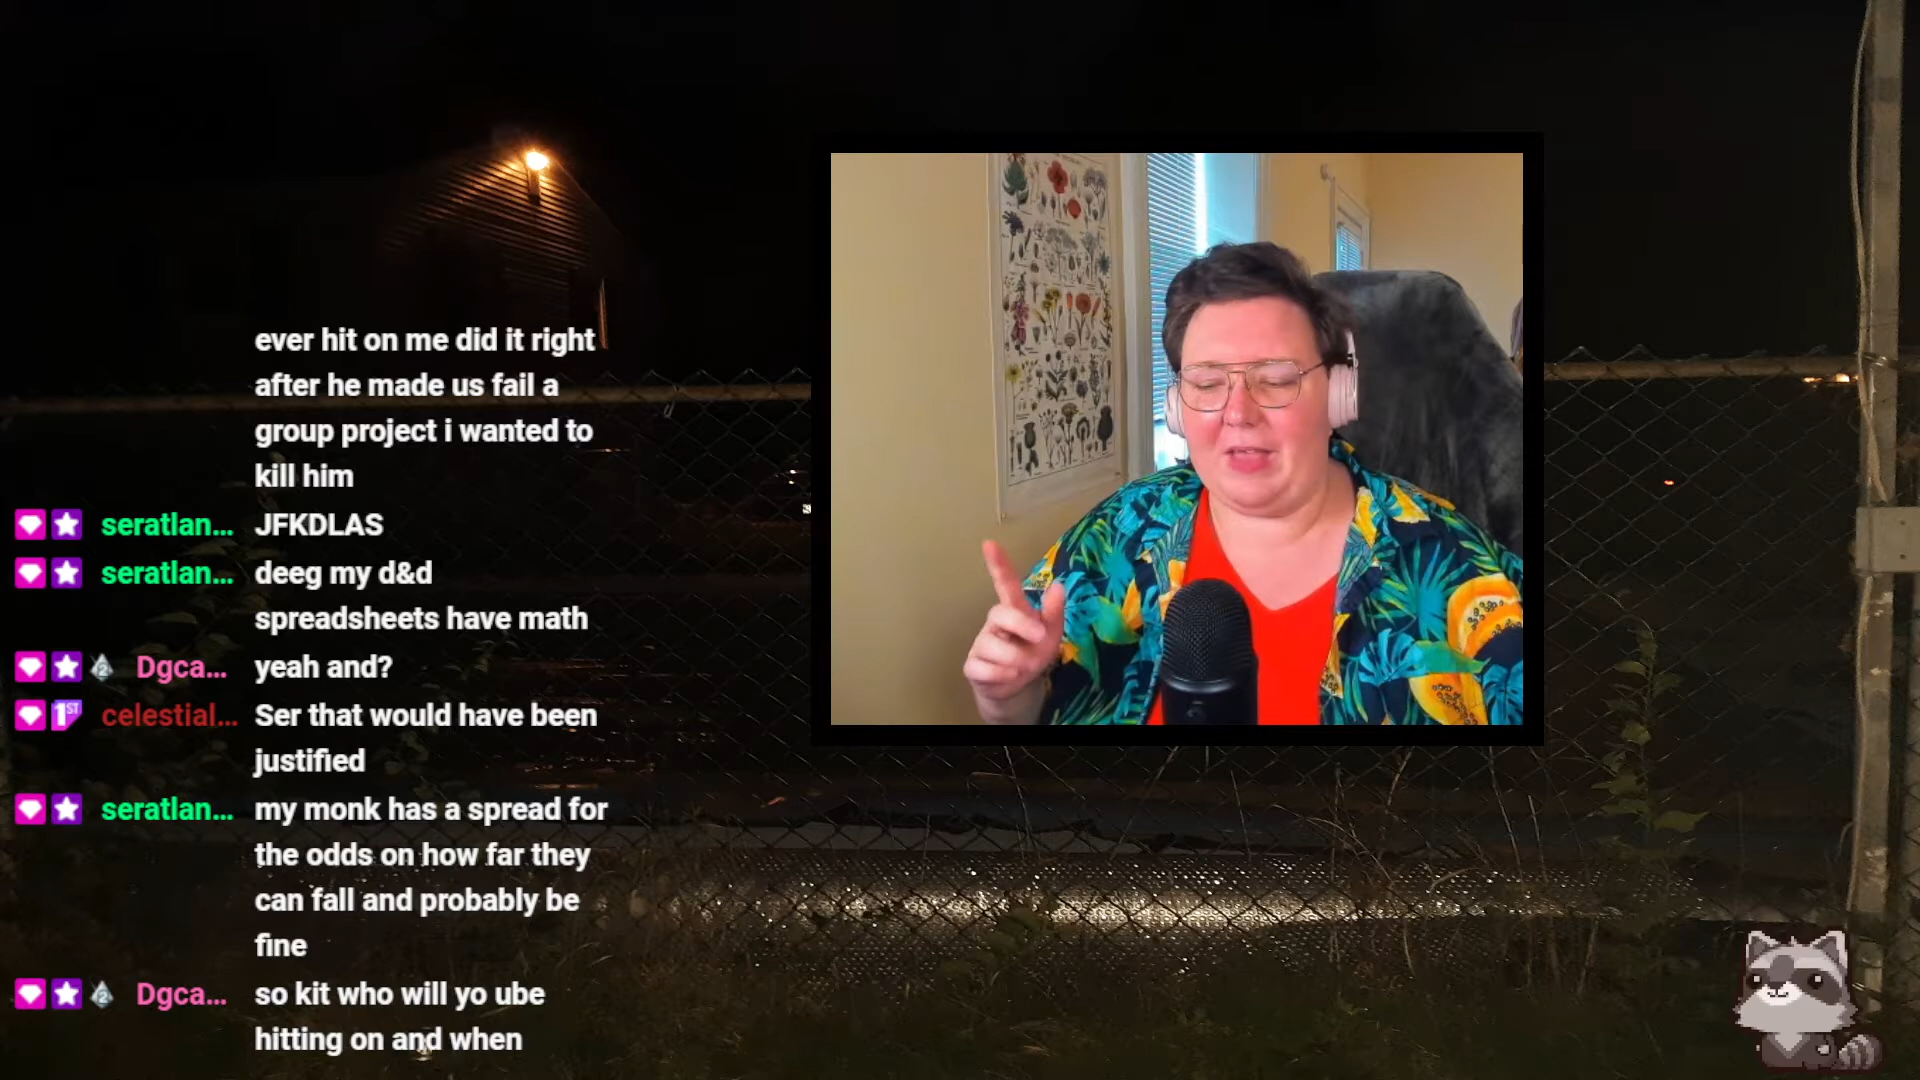 ever hit on me did it right
after he made us fail a
group project i wanted to
kill him
seratlan... JFKDLAS
seratlan... deeg my d&d
spreadsheets have math
2 Dgca... yeah and?
1ST celestial... Ser that would have been
justified
seratlan... my monk has a spread for
the odds on how far they
can fall and probably be
fine
2 Dgca... so kit who will yo ube
hitting on and when